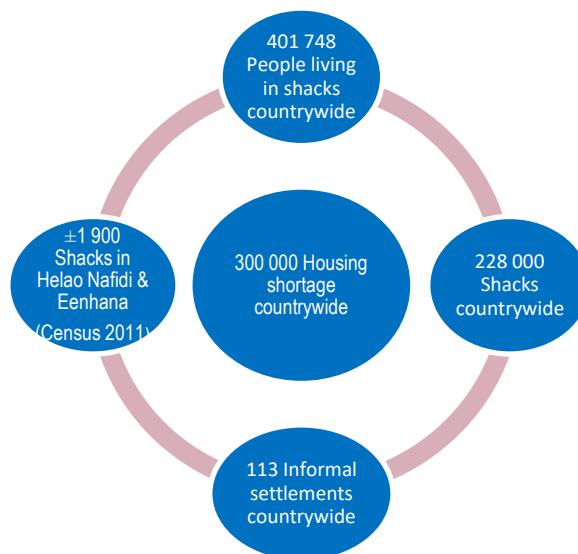 401 748
People living
in shacks
countrywide
±1 900
Shacks in
Helao Nafidi &
Eenhana
(Census 2011)
300 000 Housing
shortage
countrywide
228 000
Shacks
countrywide
113 Informal
settlements
countrywide